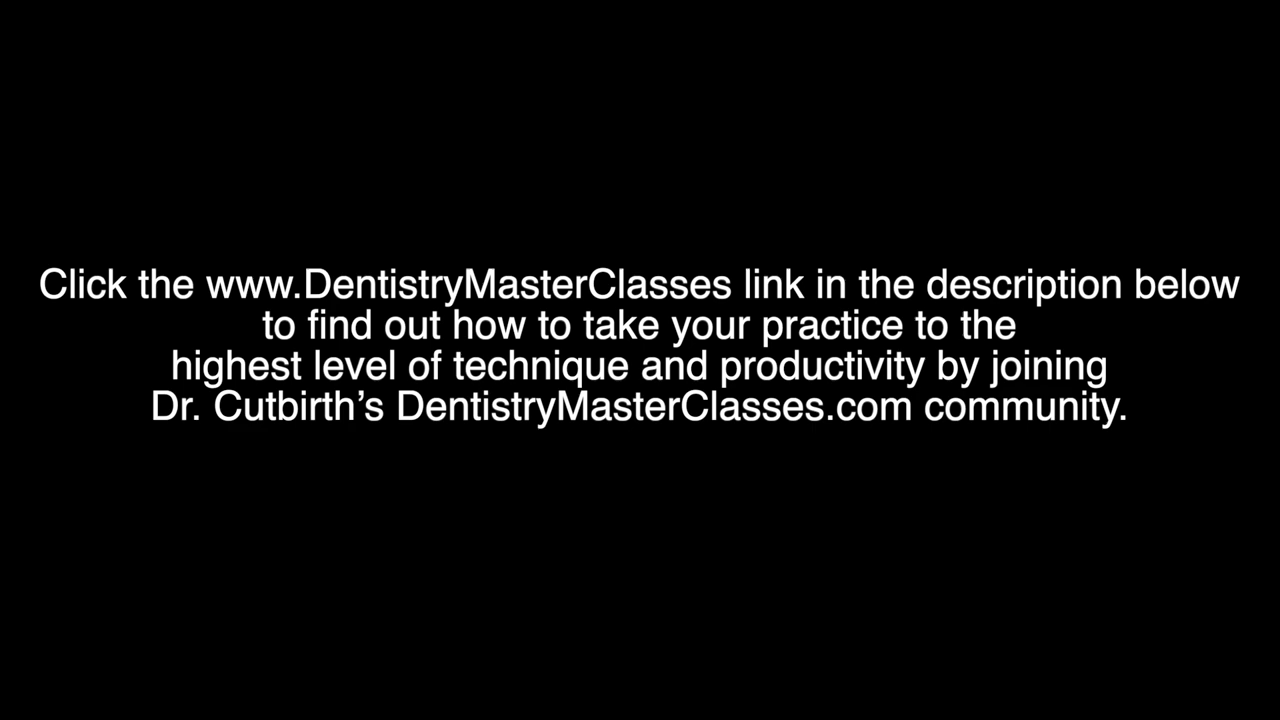 Click the www.DentistryMasterClasses link in the description below
to find out how to take your practice to the
highest level of technique and productivity by joining
Dr. Cutbirth’s DentistryMasterClasses.com community.